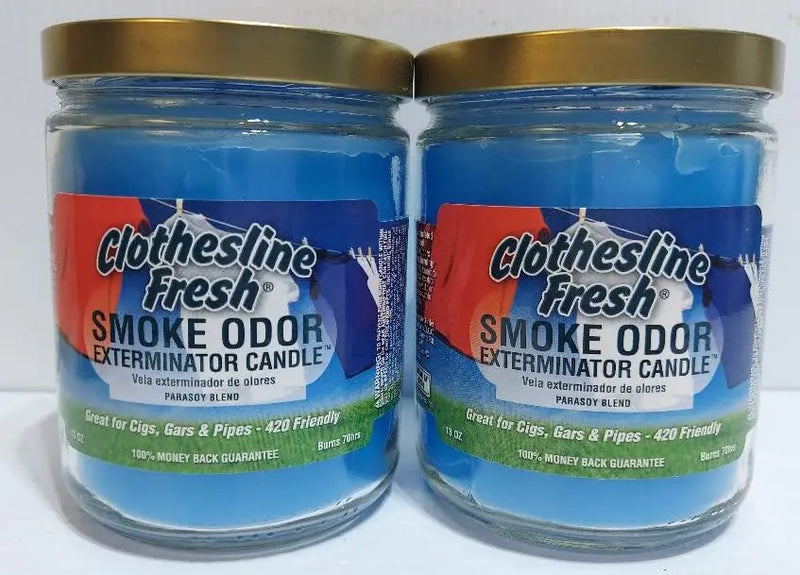 Clothesline
Fresh®
SMOKE ODOR
EXTERMINATOR CANDLE™
Vela exterminador de olores
PARASOY BLEND
Great for Cigs, Gars & Pipes - 420 Friendly
13 OZ
Burns 70hrs
100% MONEY BACK GUARANTEE
Clothesline
Fresh®
SMOKE ODOR
EXTERMINATOR CANDLE™
Vela exterminador de olores
PARASOY BLEND
Great for Cigs, Gars & Pipes - 420 Friendly
13 OZ
Burns 70hrs
100% MONEY BACK GUARANTEE